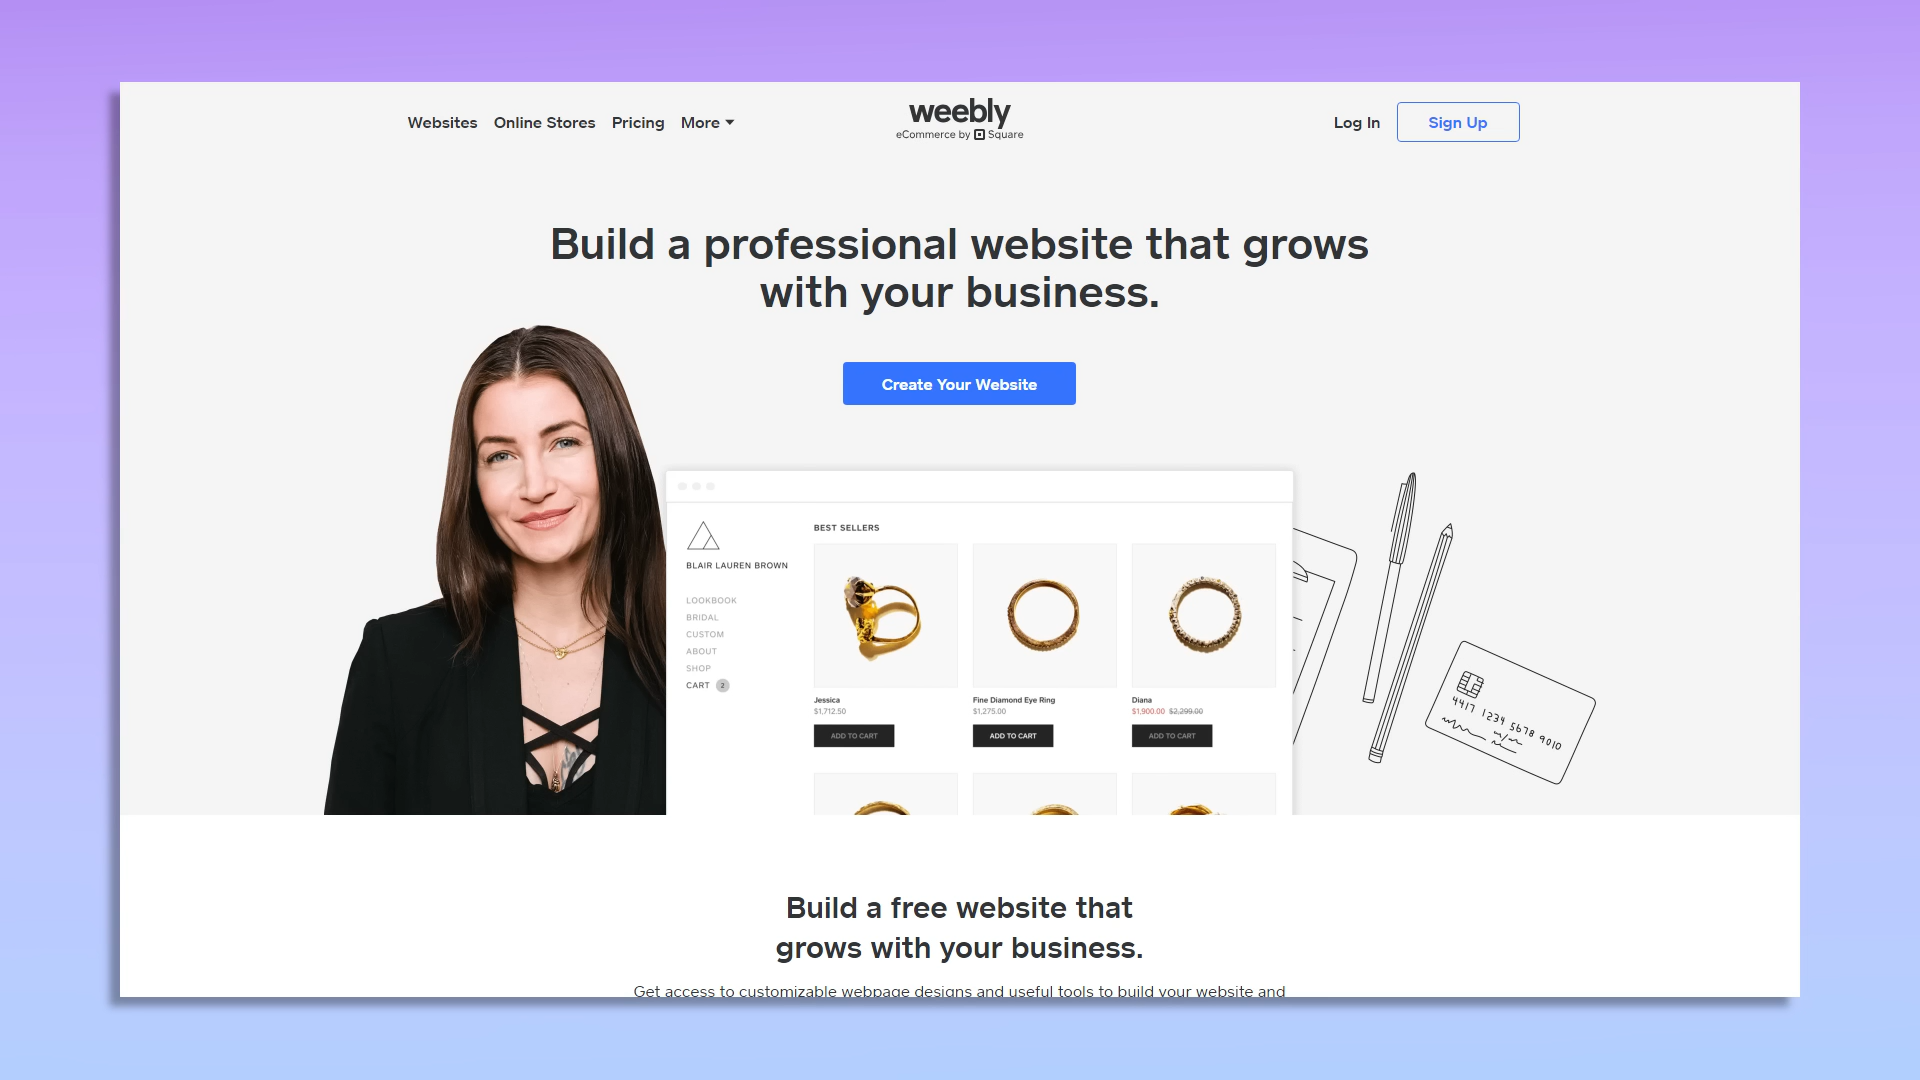 Websites Online Stores Pricing More
weebly
eCommerce by Square
Log In Sign Up
Build a professional website that grows
with your business.
Create Your Website
BLAIR LAUREN BROWN
LOOKBOOK
BRIDAL
CUSTOM
ABOUT
SHOP
CART 2
BEST SELLERS
Jessica
$1,712.50
ADD TO CART
Fine Diamond Eye Ring
$1,275.00
ADD TO CART
Diana
$1,900.00 $2,299.00
ADD TO CART
4417 1234 5678 9010
Build a free website that
grows with your business.
Get access to customizable webpage designs and useful tools to build your website and